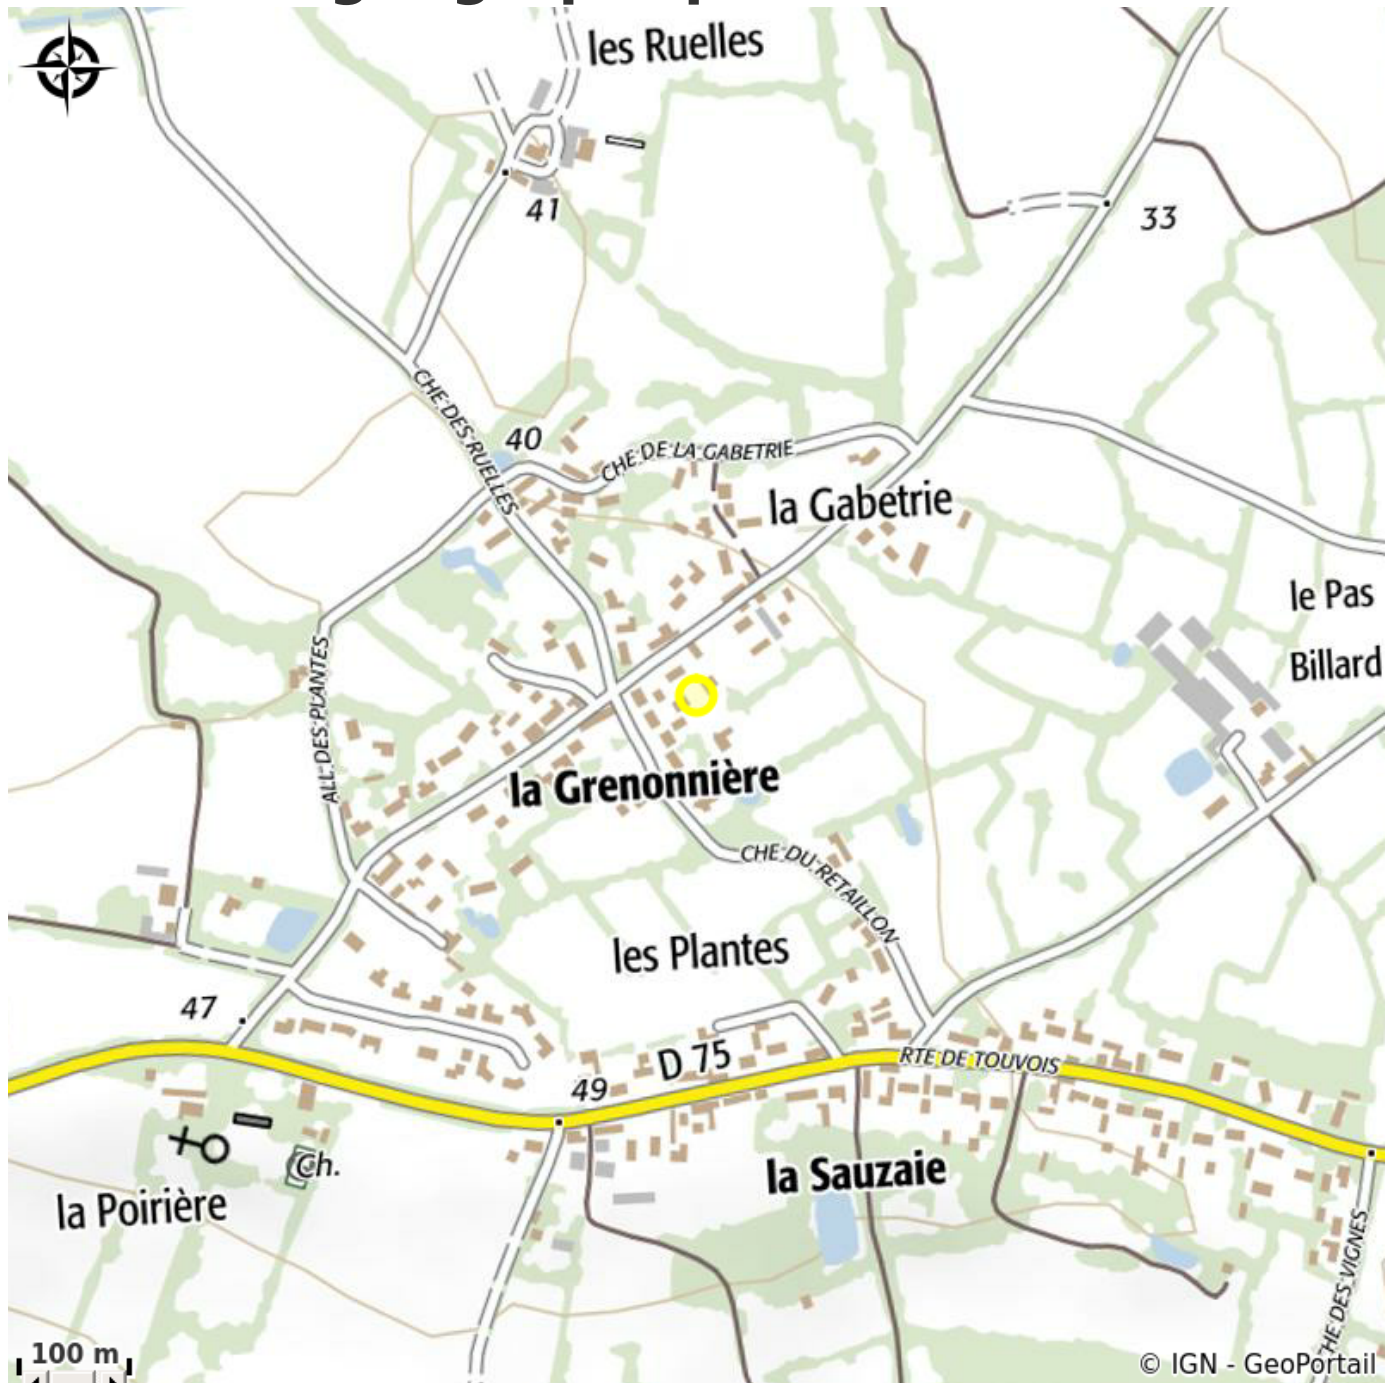 les Ruelles
41
33
CHE DES RUELLES
40
CHE DE LA GABETRIE
la Gabetrie
le Pas
Billard
ALL DES PLANTES
la Grenonnière
CHE DU RETAILLON
les Plantes
47
D 75
RTE DE TOUVOIS
49
Ch.
la Sauzaie
la Poirière
HE DES VIGNES
100 m
© IGN - GeoPortail